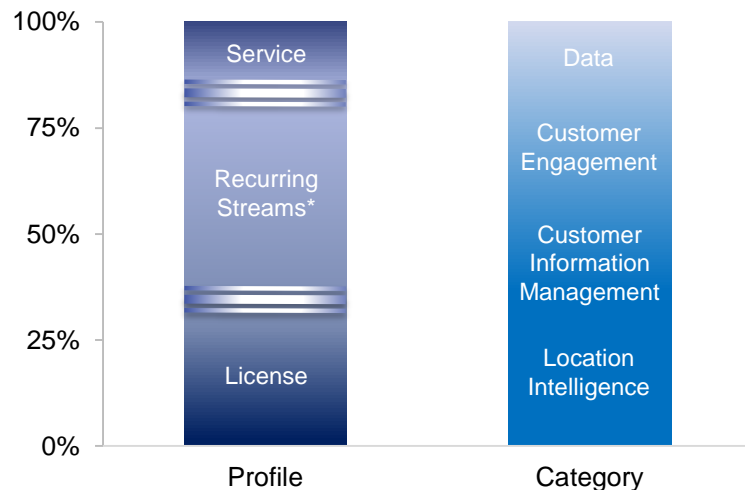 100%
75%
50%
25%
0%
Service
Recurring
Streams*
License
Data
Customer
Engagement
Customer
Information
Management
Location
Intelligence
Profile
Category